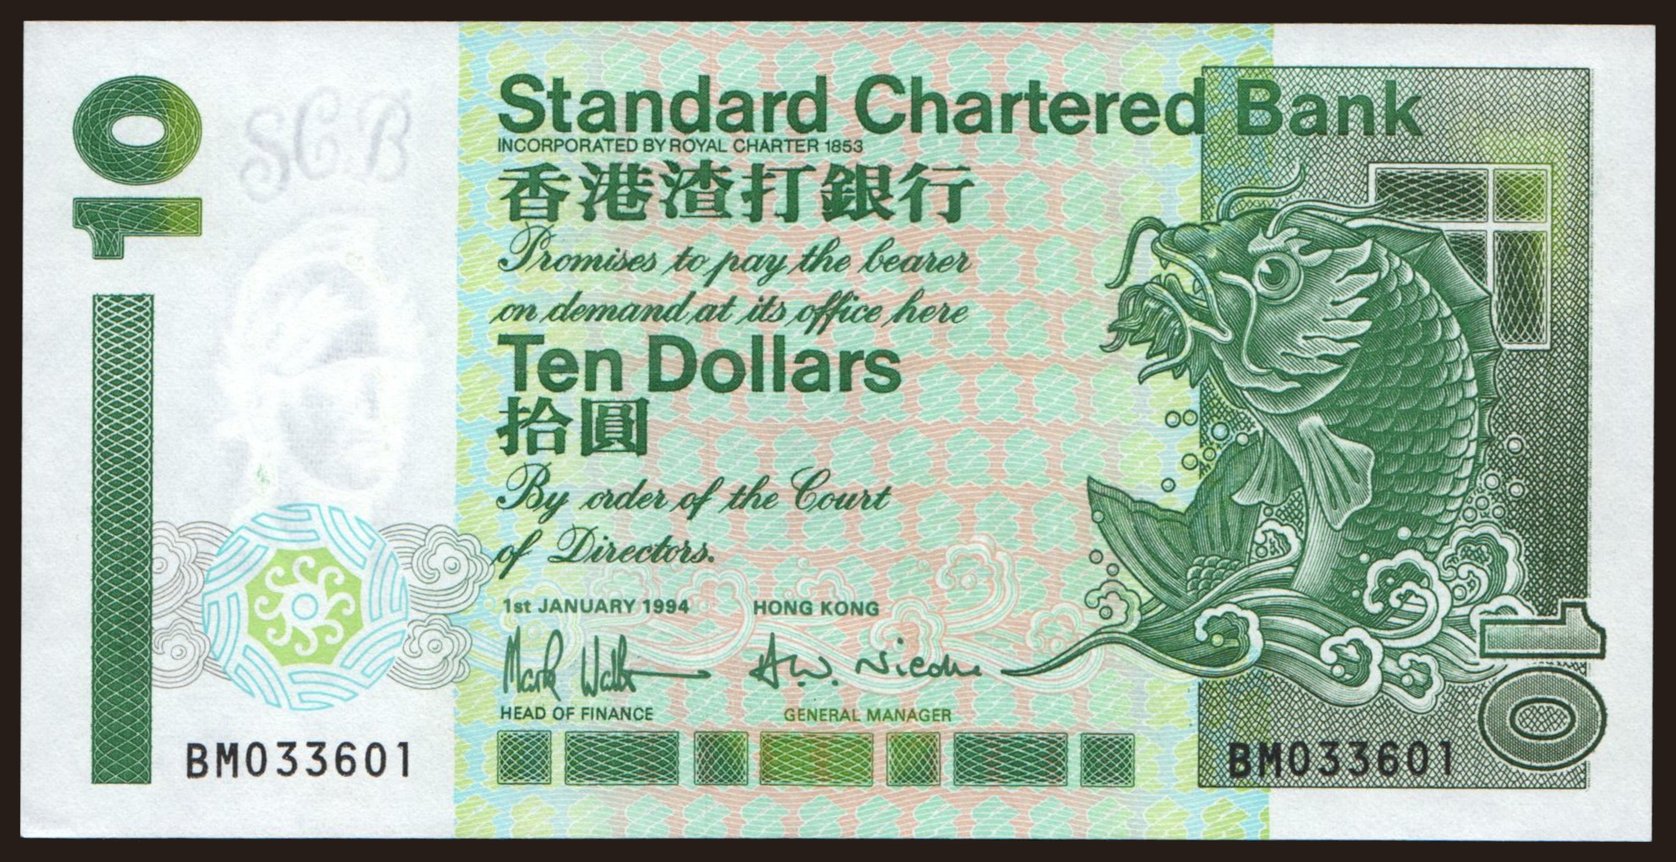 10
SCB
Standard Chartered Bank
INCORPORATED BY ROYAL CHARTER 1853
香港渣打銀行
Promises to pay the bearer
on demand at its office here
Ten Dollars
拾圓
By order of the Court
of Directors.
1st JANUARY 1994 HONG KONG
HEAD OF FINANCE GENERAL MANAGER
BM033601 BM033601
10